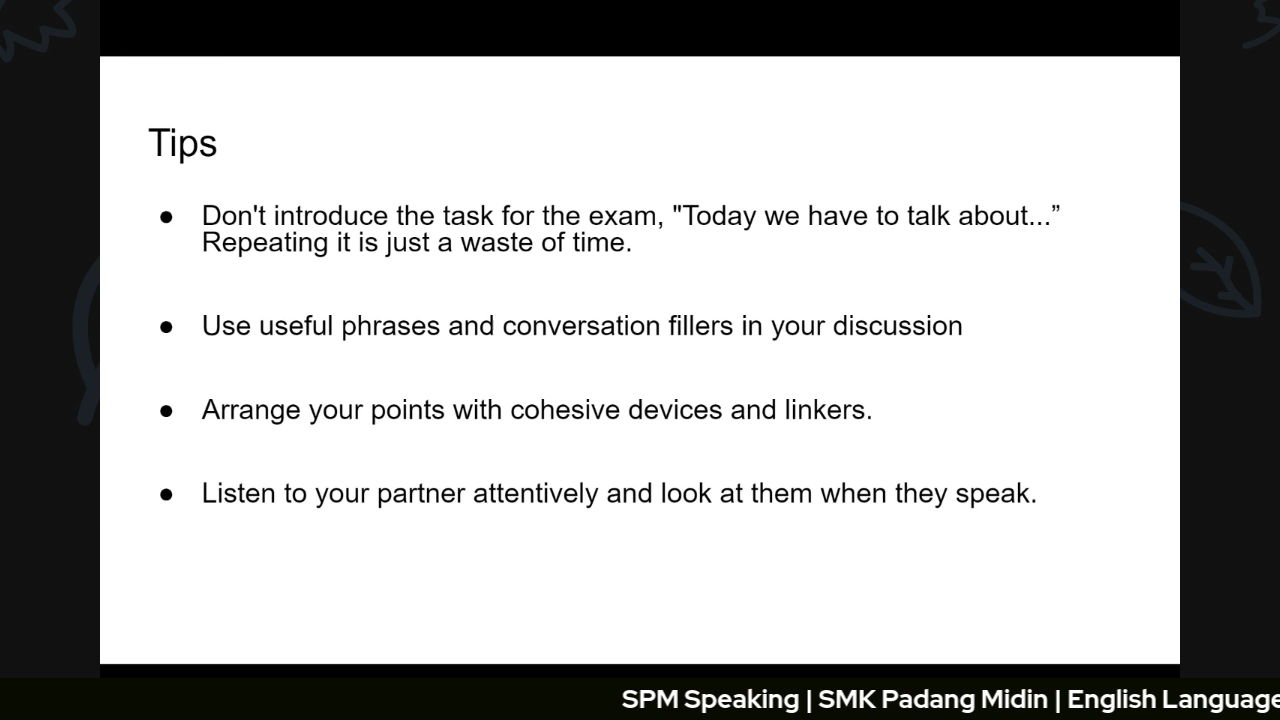 Tips
● Don't introduce the task for the exam, "Today we have to talk about...”
Repeating it is just a waste of time.
● Use useful phrases and conversation fillers in your discussion
● Arrange your points with cohesive devices and linkers.
● Listen to your partner attentively and look at them when they speak.
SPM Speaking | SMK Padang Midin | English Language